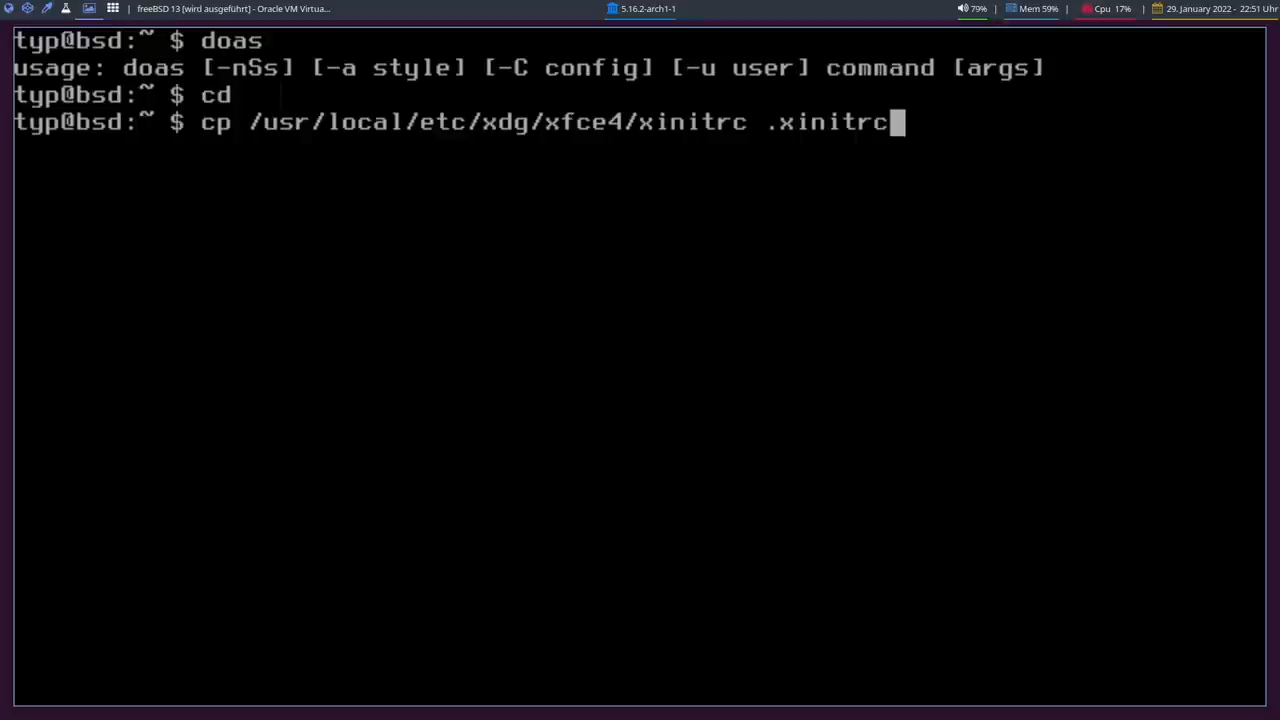 freeBSD 13 [wird ausgeführt] - Oracle VM Virtua...
5.16.2-arch1-1
79% | Mem 59% | Cpu 17% | 29. January 2022 - 22:51 Uhr
typ@bsd:~ $ doas
usage: doas [-nSs] [-a style] [-C config] [-u user] command [args]
typ@bsd:~ $ cd
typ@bsd:~ $ cp /usr/local/etc/xdg/xfce4/xinitrc .xinitrc